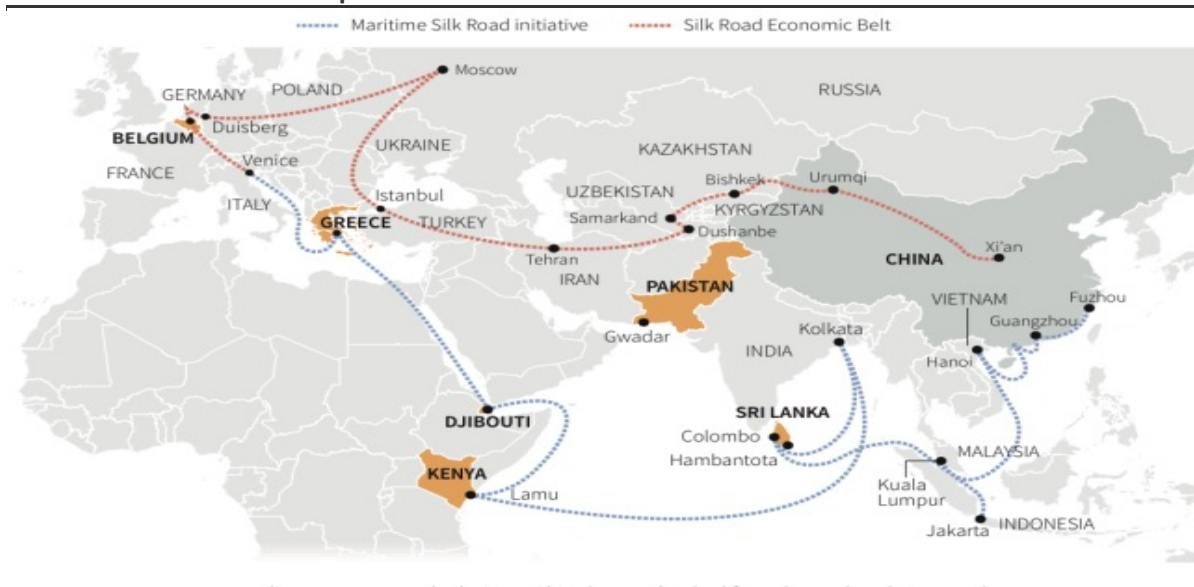 Maritime Silk Road initiative Silk Road Economic Belt
Moscow
RUSSIA
GERMANY
POLAND
Duisberg
BELGIUM
UKRAINE
KAZAKHSTAN
Venice
FRANCE
Bishkek
Urumqi
UZBEKISTAN
Istanbul
ITALY
KYRGYZSTAN
Samarkand
GREECE
TURKEY
Dushanbe
Xi'an
Tehran
CHINA
IRAN
PAKISTAN
VIETNAM
Fuzhou
Guangzhou
Gwadar
Kolkata
INDIA
Hanoi
SRI LANKA
DJIBOUTI
Colombo
MALAYSIA
Hambantota
KENYA
Lamu
Kuala
Lumpur
Jakarta
INDONESIA